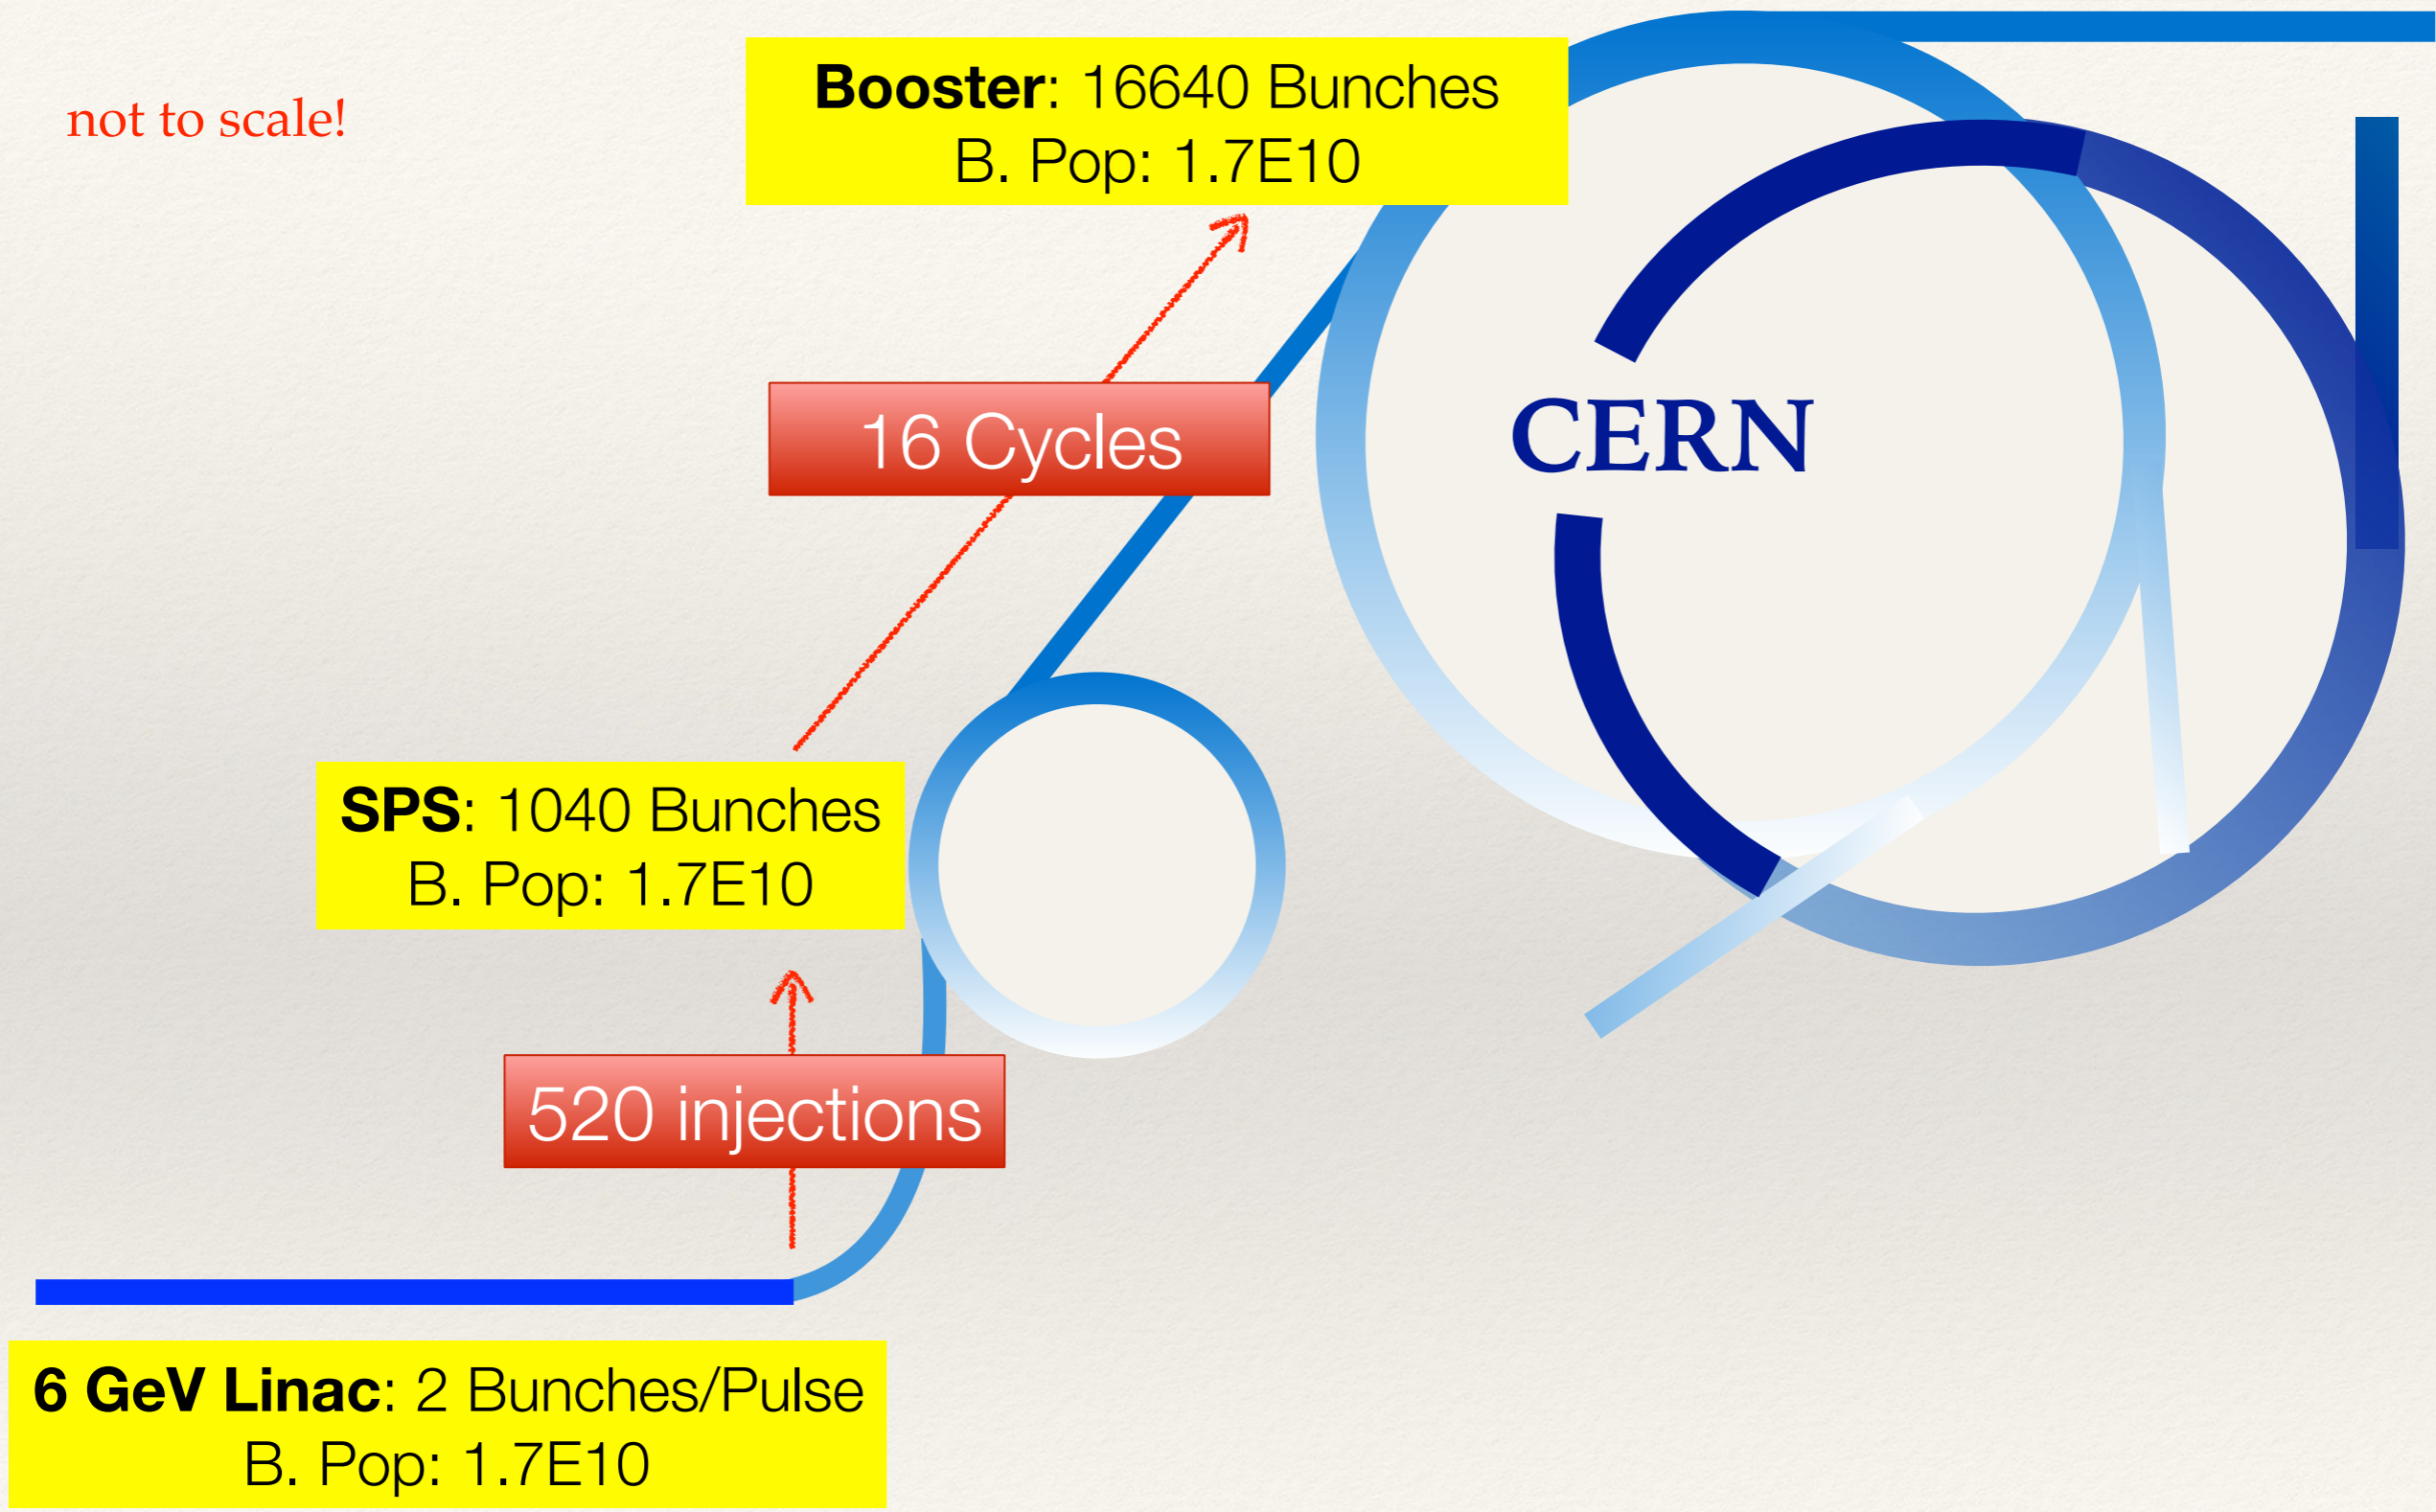 not to scale!
Booster: 16640 Bunches
B. Pop: 1.7E10
16 Cycles
CERN
SPS: 1040 Bunches
B. Pop: 1.7E10
520 injections
6 GeV Linac: 2 Bunches/Pulse
B. Pop: 1.7E10